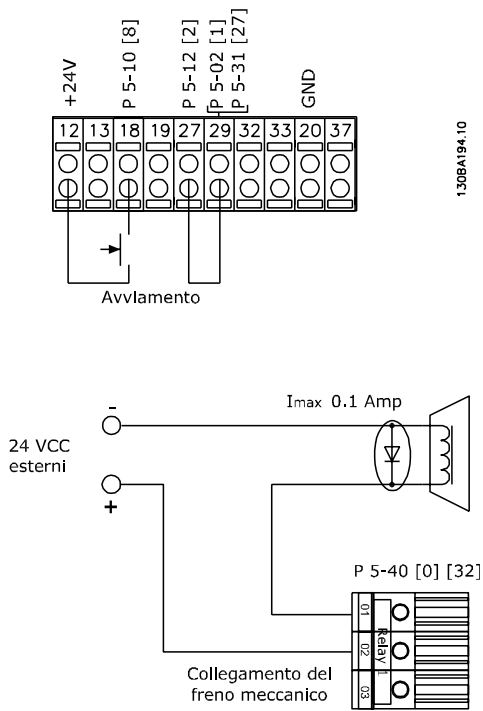 +24V
P 5-10 [8]
P 5-12 [2]
P 5-02 [1]
P 5-31 [27]
GND
12 13 18 19 27 29 32 33 20 37
130BA194.10
Avvıamento
Imax 0.1 Amp
-
24 VCC
esterni
+
P 5-40 [0] [32]
01
02
03
Relay 1
Collegamento del
freno meccanico